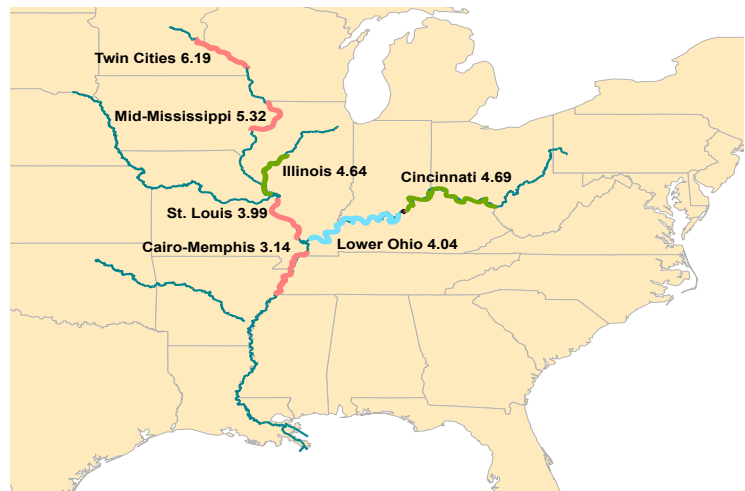 Twin Cities 6.19
Mid-Mississippi 5.32
Illinois 4.64
Cincinnati 4.69
St. Louis 3.99
Cairo-Memphis 3.14
Lower Ohio 4.04